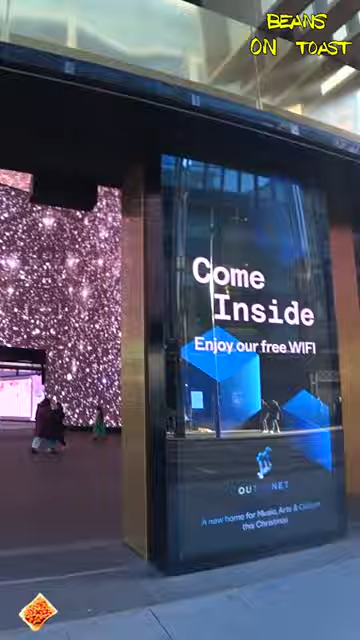 BEANS
ON TOAST
Come
Inside
Enjoy our free WIFI
A new home for Music, Arts & Culture
this Christmas